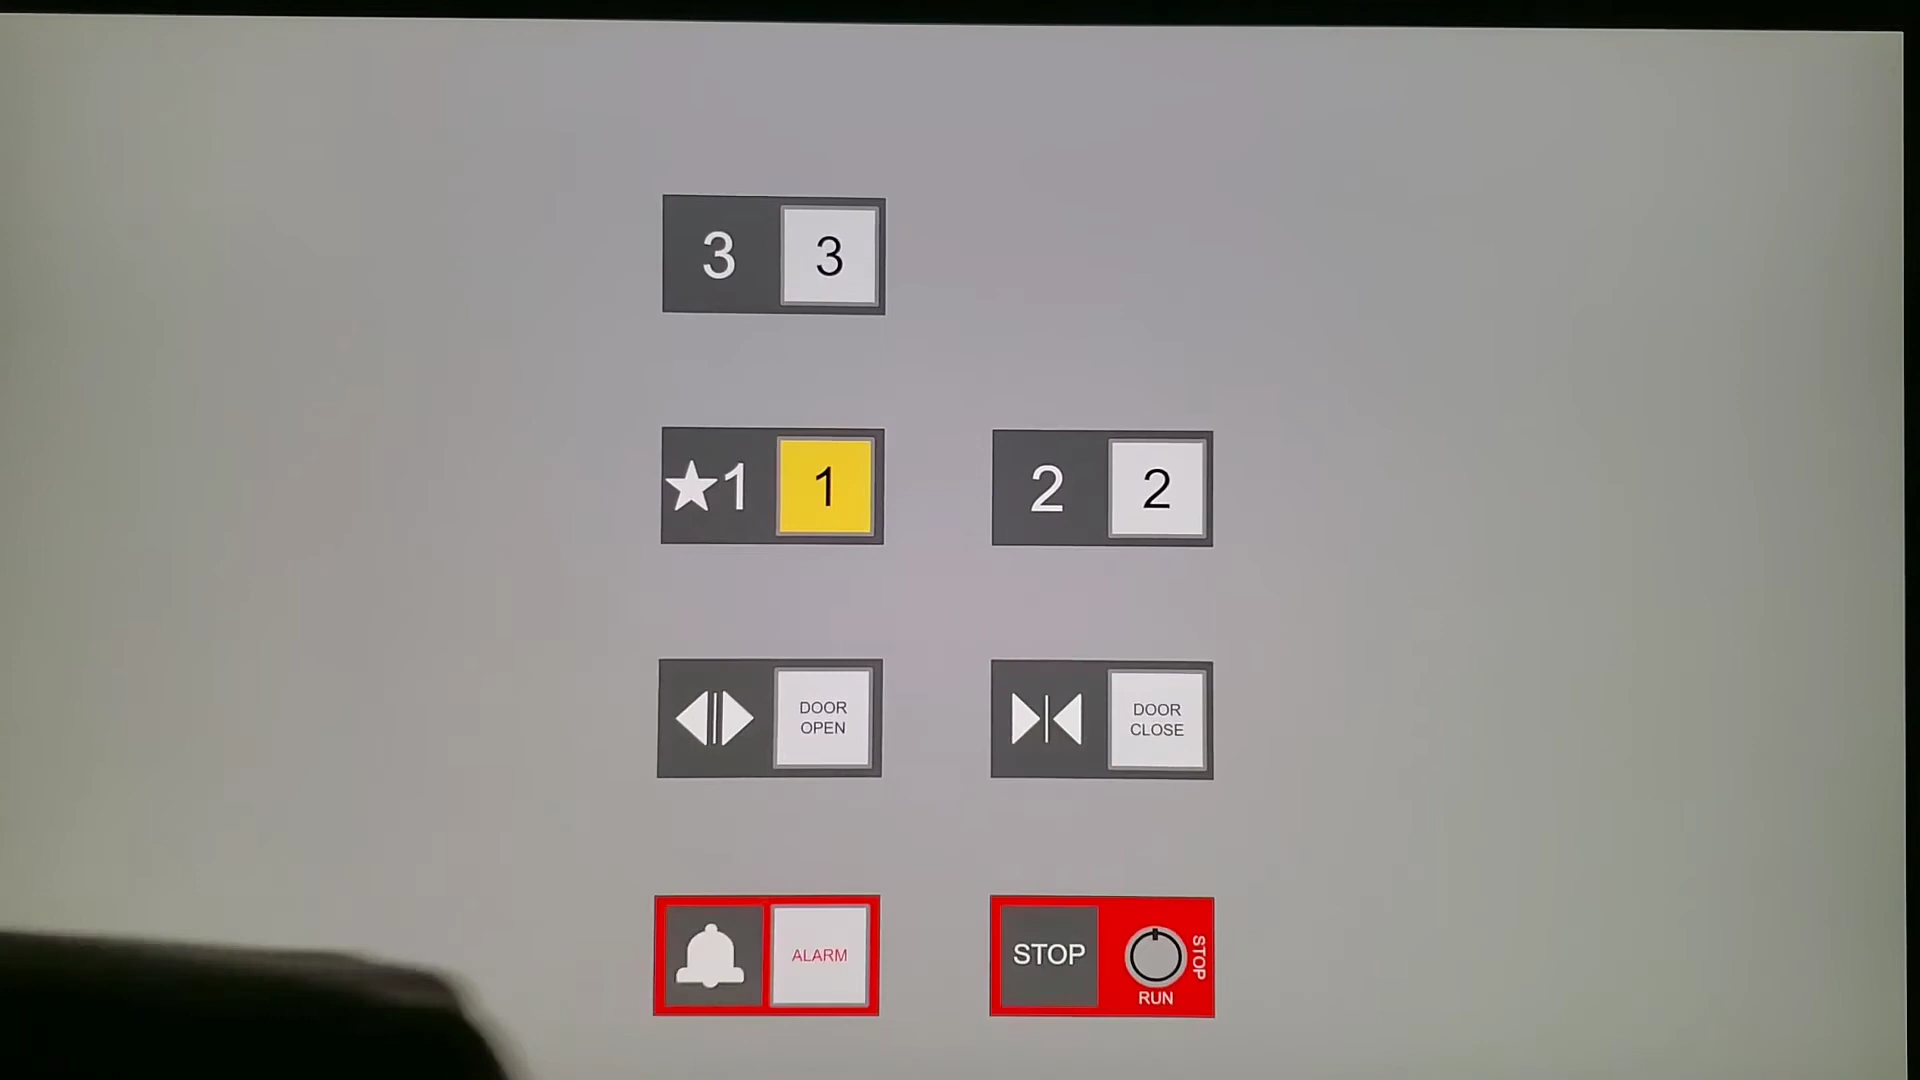 3 3
★1 1
2 2
DOOR
OPEN
DOOR
CLOSE
ALARM
STOP
STOP
RUN